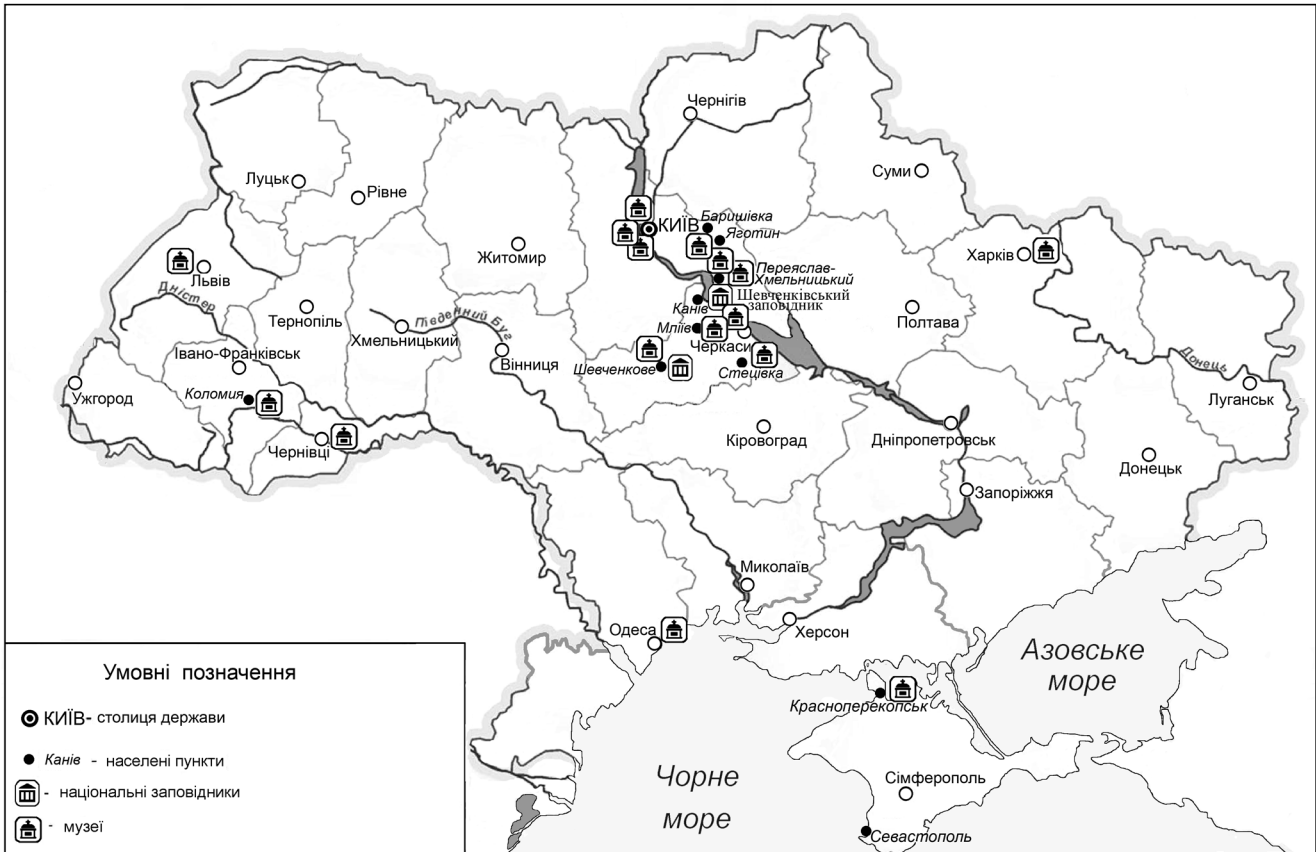 Чернігів
Луцьк
Рівне
Суми
Баришівка
КИЇВ
Яготин
Житомир
Харків
Львів
Переяслав-
Хмельницький
Дністер
Шевченківський
заповідник
Канів
Тернопіль
Південний Буг
Хмельницький
Полтава
Мліїв
Черкаси
Івано-Франківськ
Вінниця
Шевченкове
Стецівка
Донець
Ужгород
Коломия
Луганськ
Чернівці
Кіровоград
Дніпропетровськ
Донецьк
Запоріжжя
Миколаїв
Одеса
Херсон
Азовське
море
Красноперекопськ
Чорне
море
Сімферополь
Севастополь
Умовні позначення
КИЇВ - столиця держави
Канів - населені пункти
- національні заповідники
- музеї